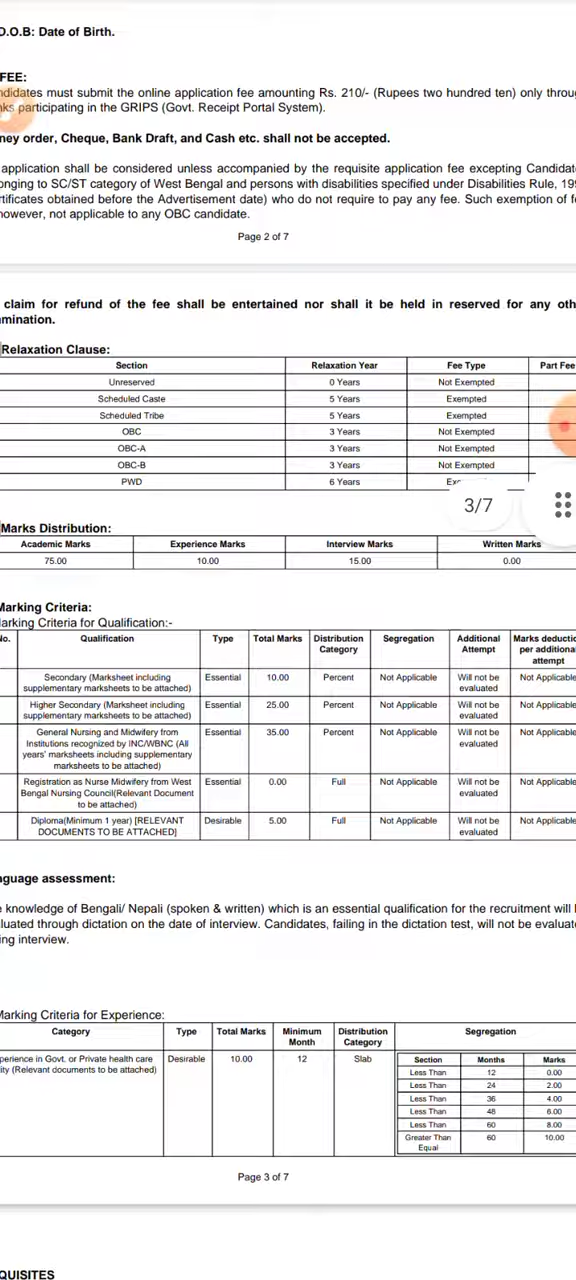 D.O.B: Date of Birth.
FEE:
must submit the online application fee amounting Rs. 210/- (Rupees two hundred ten) only
participating in the GRIPS (Govt. Receipt Portal System).
order, Cheque, Bank Draft, and Cash etc. shall not be accepted.
application shall be considered unless accompanied by the requisite application fee excepting
to SC/ST category of West Bengal and persons with disabilities specified under Disabilities Rule,
obtained before the Advertisement date) who do not require to pay any fee. Such exemption of
however, not applicable to any OBC candidate.
Page 2 of 7
claim for refund of the fee shall be entertained nor shall it be held in reserved for any
Relaxation Clause:
Section Relaxation Year Fee Type Part Fee
Unreserved 0 Years Not Exempted
Scheduled Caste 5 Years Exempted
Scheduled Tribe 5 Years Exempted
OBC 3 Years Not Exempted
OBC-A 3 Years Not Exempted
OBC-B 3 Years Not Exempted
PWD 6 Years
3/7
Marks Distribution:
Academic Marks Experience Marks Interview Marks Written Marks
75.00 10.00 15.00 0.00
Marking Criteria:
Marking Criteria for Qualification:-
No. Qualification Type Total Marks Distribution Category Segregation Additional Attempt Marks per additional attempt
Secondary (Marksheet including supplementary marksheets to be attached) Essential 10.00 Percent Not Applicable Will not be evaluated Not Applicable
Higher Secondary (Marksheet including supplementary marksheets to be attached) Essential 25.00 Percent Not Applicable Will not be evaluated Not Applicable
General Nursing and Midwifery from Institutions recognized by INC/WBNC (All years' marksheets including supplementary marksheets to be attached) Essential 35.00 Percent Not Applicable Will not be evaluated Not Applicable
Registration as Nurse Midwifery from West Bengal Nursing Council(Relevant Document to be attached) Essential 0.00 Full Not Applicable Will not be evaluated Not Applicable
Diploma(Minimum 1 year) [RELEVANT DOCUMENTS TO BE ATTACHED] Desirable 5.00 Full Not Applicable Will not be evaluated Not Applicable
assessment:
knowledge of Bengali/ Nepali (spoken & written) which is an essential qualification for the recruitment will
through dictation on the date of interview. Candidates, failing in the dictation test, will not be
interview.
Marking Criteria for Experience:
Category Type Total Marks Minimum Month Distribution Category Segregation
in Govt. or Private health care (Relevant documents to be attached) Desirable 10.00 12 Slab
Section Months Marks
Less Than 12 0.00
Less Than 24 2.00
Less Than 36 4.00
Less Than 48 6.00
Less Than 60 8.00
Greater Than Equal 60 10.00
Page 3 of 7